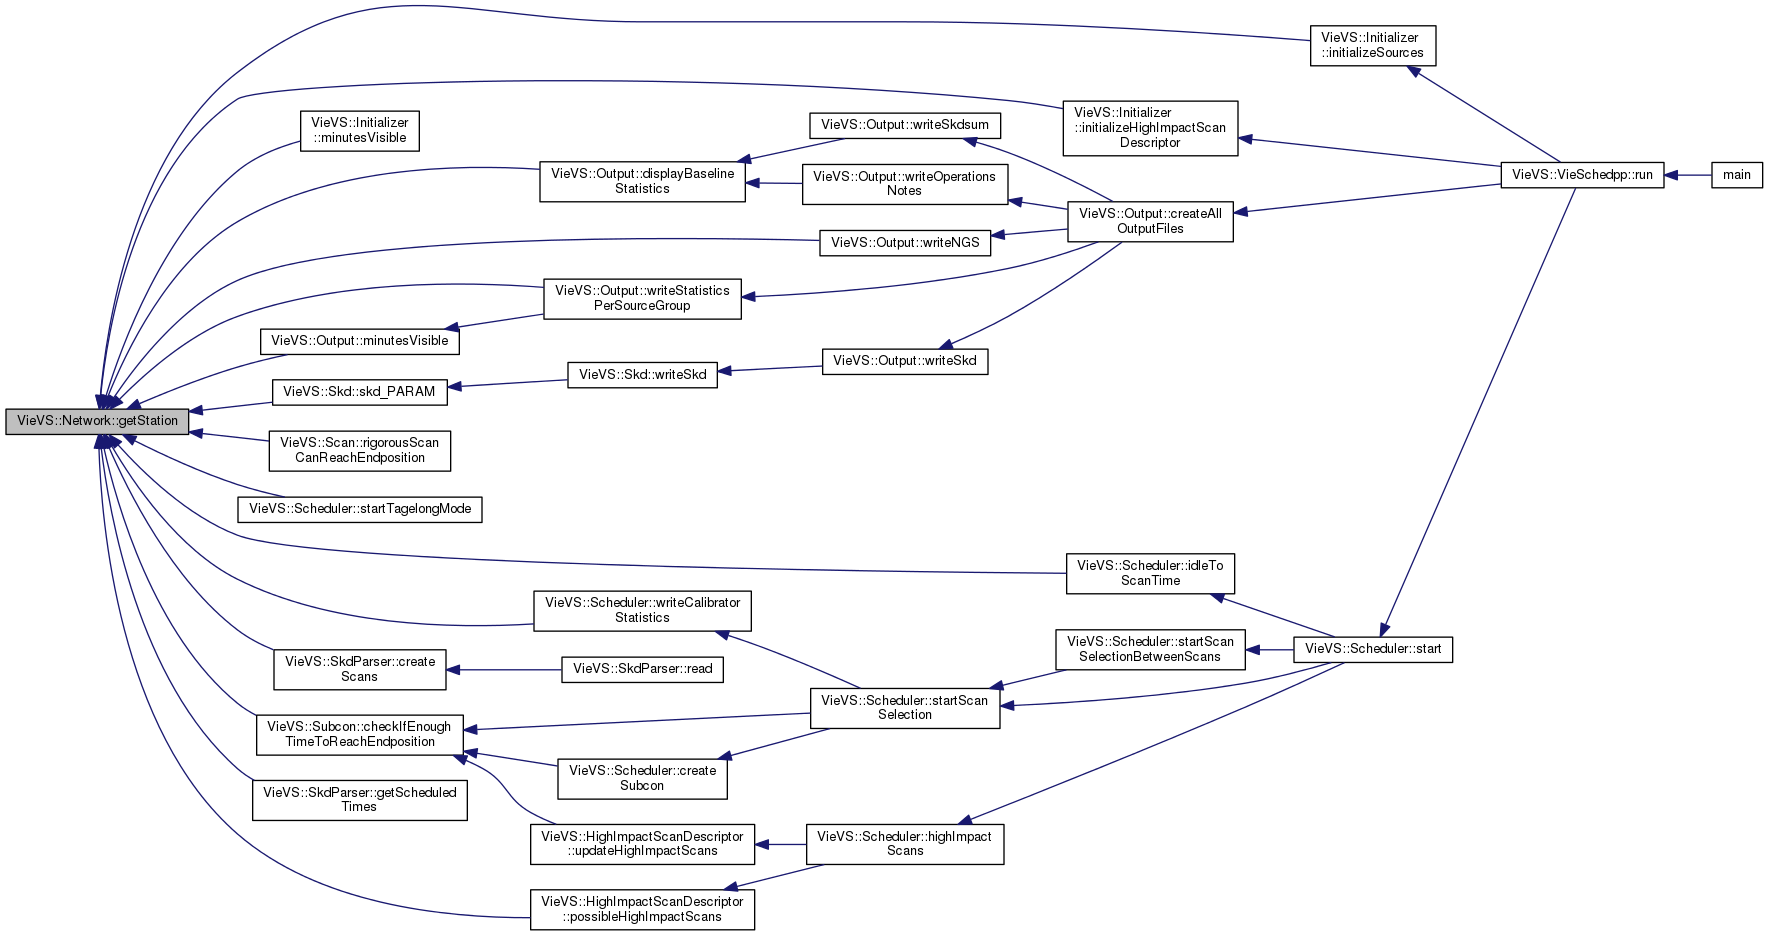 VieVS::Initializer
::initializeSources
VieVS::Initializer
::initializeHighImpactScan
Descriptor
VieVS::Initializer
::minutesVisible
VieVS::Output::writeSkdsum
VieVS::Output::displayBaseline
Statistics
VieVS::Output::writeOperations
Notes
VieVS::VieSchedpp::run
main
VieVS::Output::createAll
OutputFiles
VieVS::Output::writeNGS
VieVS::Output::writeStatistics
PerSourceGroup
VieVS::Output::minutesVisible
VieVS::Output::writeSkd
VieVS::Skd::writeSkd
VieVS::Skd::skd_PARAM
VieVS::Network::getStation
VieVS::Scan::rigorousScan
CanReachEndposition
VieVS::Scheduler::startTagelongMode
VieVS::Scheduler::idleTo
ScanTime
VieVS::Scheduler::writeCalibrator
Statistics
VieVS::Scheduler::startScan
SelectionBetweenScans
VieVS::Scheduler::start
VieVS::SkdParser::create
Scans
VieVS::SkdParser::read
VieVS::Scheduler::startScan
Selection
VieVS::Subcon::checkIfEnough
TimeToReachEndposition
VieVS::Scheduler::create
Subcon
VieVS::SkdParser::getScheduled
Times
VieVS::HighImpactScanDescriptor
::updateHighImpactScans
VieVS::Scheduler::highImpact
Scans
VieVS::HighImpactScanDescriptor
::possibleHighImpactScans